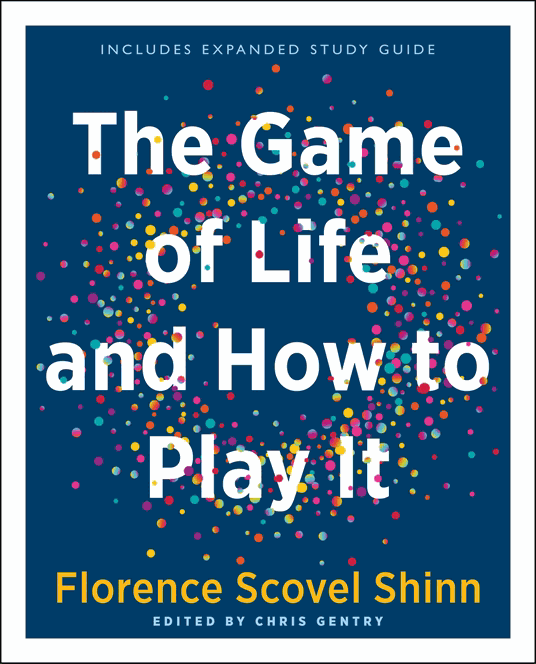 INCLUDES EXPANDED STUDY GUIDE
The Game
of Life
and How to
Play It
Florence Scovel Shinn
EDITED BY CHRIS GENTRY